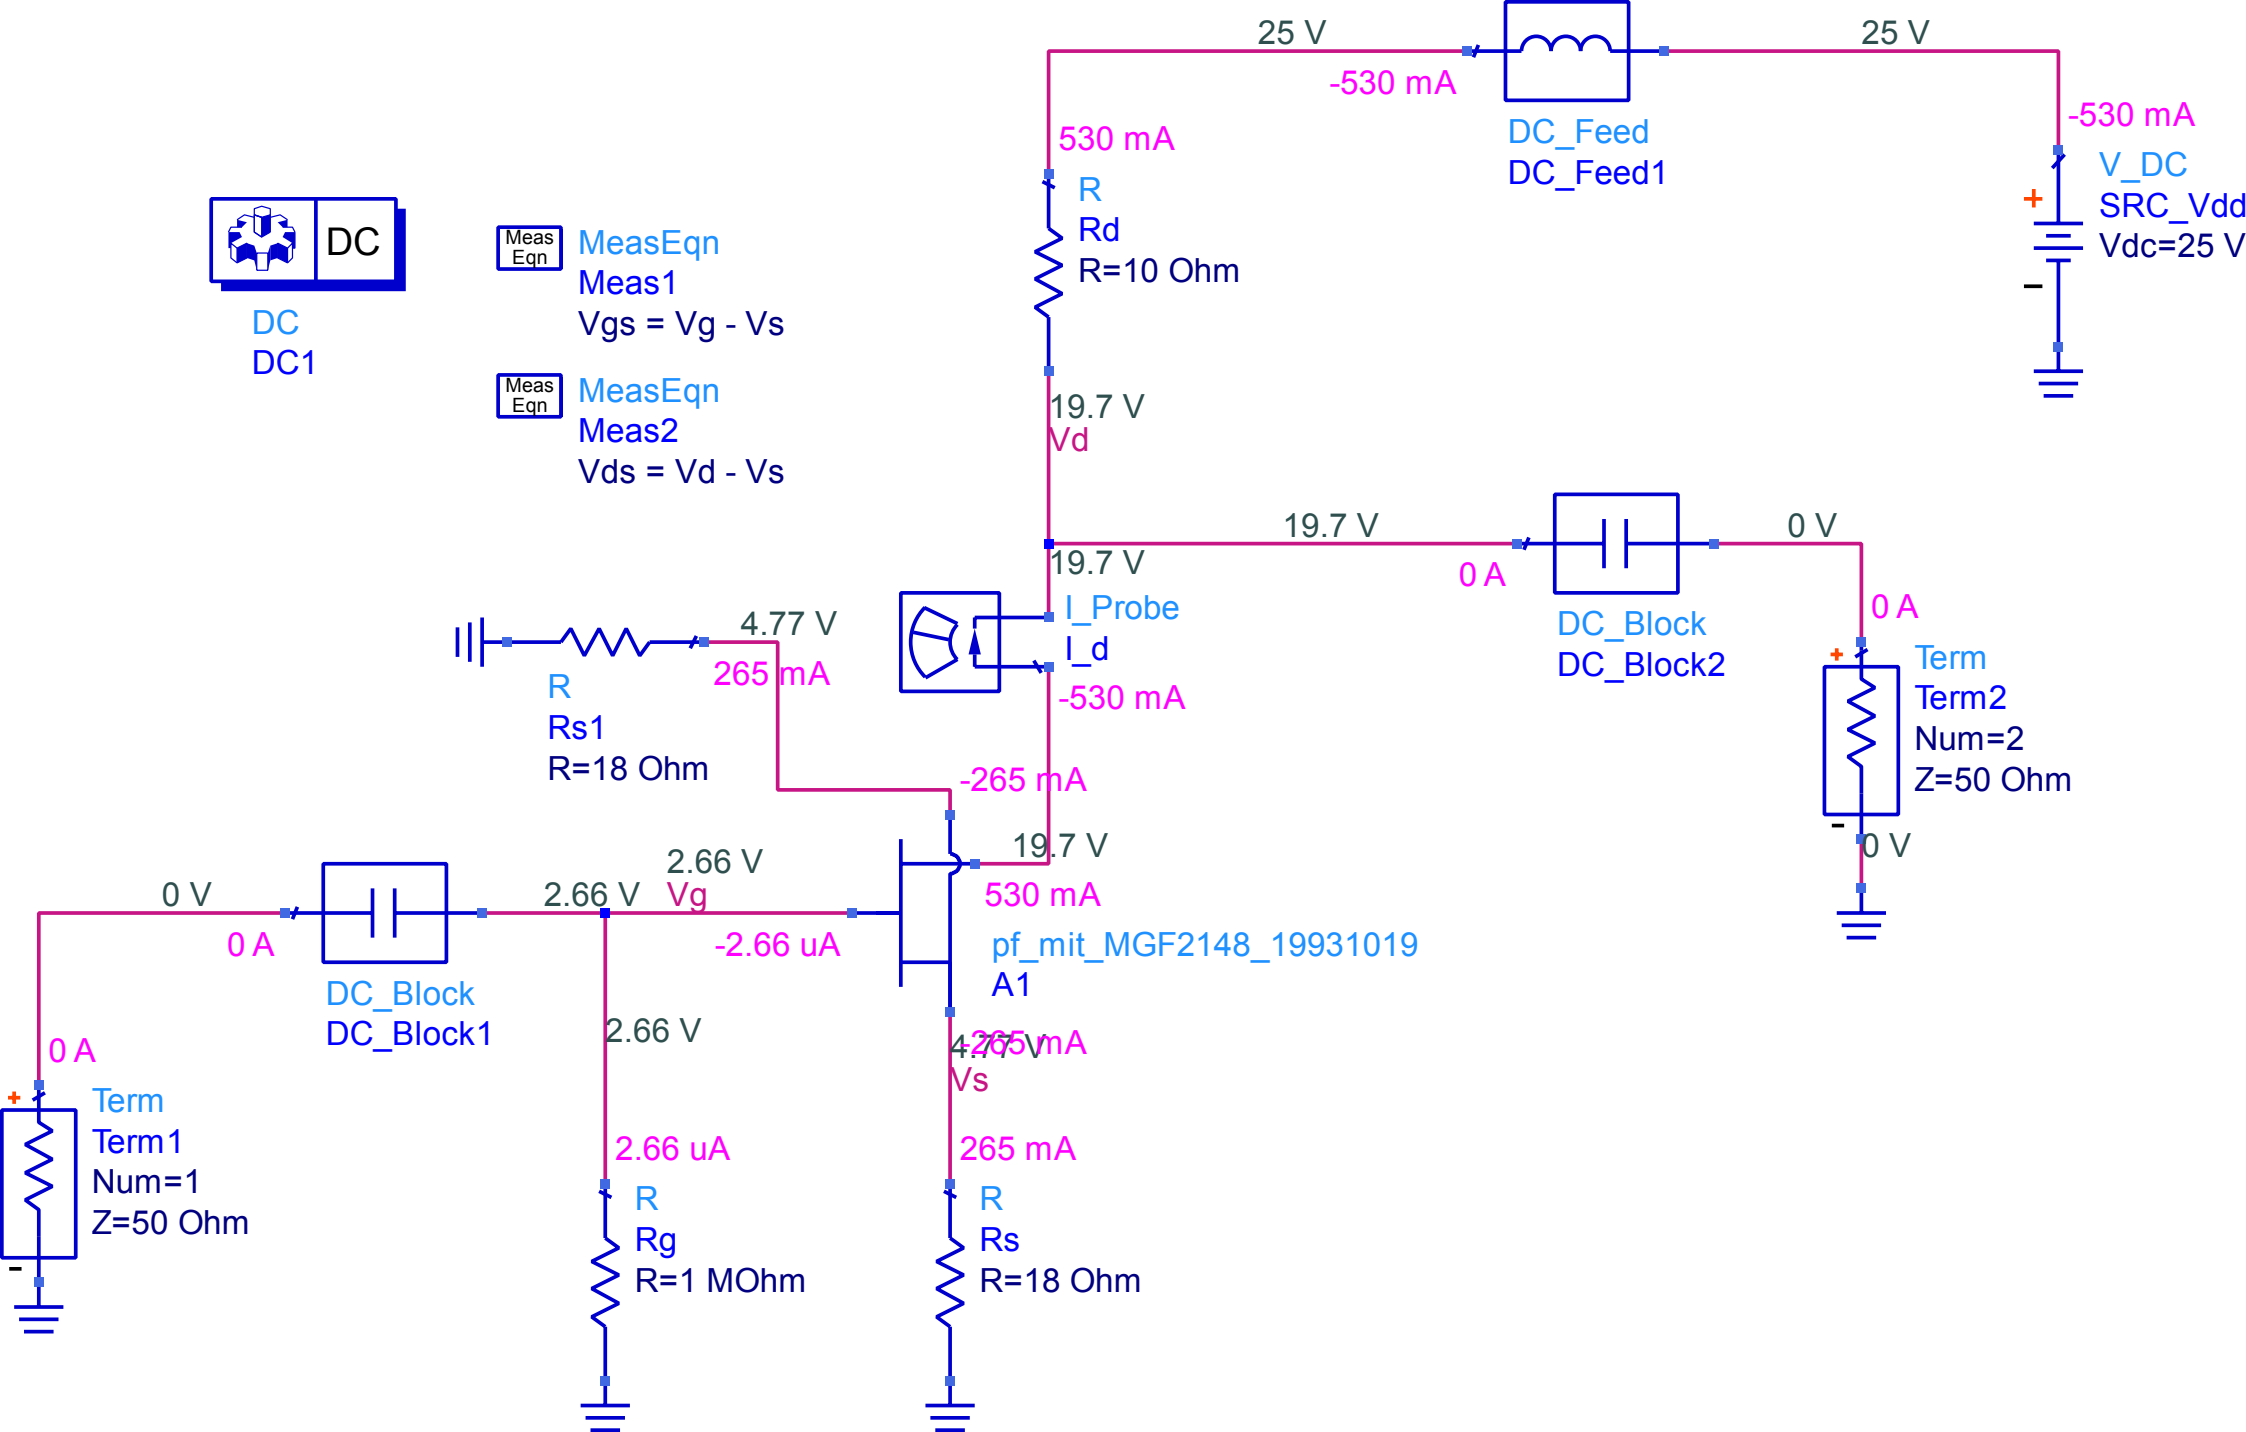 25 V
25 V
-530 mA
-530 mA
DC_Feed
DC_Feed1
530 mA
V_DC
SRC_Vdd
Vdc=25 V
+
-
R
Rd
R=10 Ohm
DC
DC
DC1
Meas
Eqn
MeasEqn
Meas1
Vgs = Vg - Vs
Meas
Eqn
MeasEqn
Meas2
Vds = Vd - Vs
19.7 V
Vd
19.7 V
0 V
19.7 V
0 A
0 A
DC_Block
DC_Block2
I_Probe
I_d
-530 mA
4.77 V
265 mA
R
Rs1
R=18 Ohm
+
Term
Term2
Num=2
Z=50 Ohm
-
0 V
-265 mA
19.7 V
530 mA
pf_mit_MGF2148_19931019
A1
0 V
0 A
DC_Block
DC_Block1
2.66 V
2.66 V
Vg
-2.66 uA
2.66 V
-265 mA
4.77 V
Vs
0 A
+
Term
Term1
Num=1
Z=50 Ohm
-
2.66 uA
R
Rg
R=1 MOhm
265 mA
R
Rs
R=18 Ohm